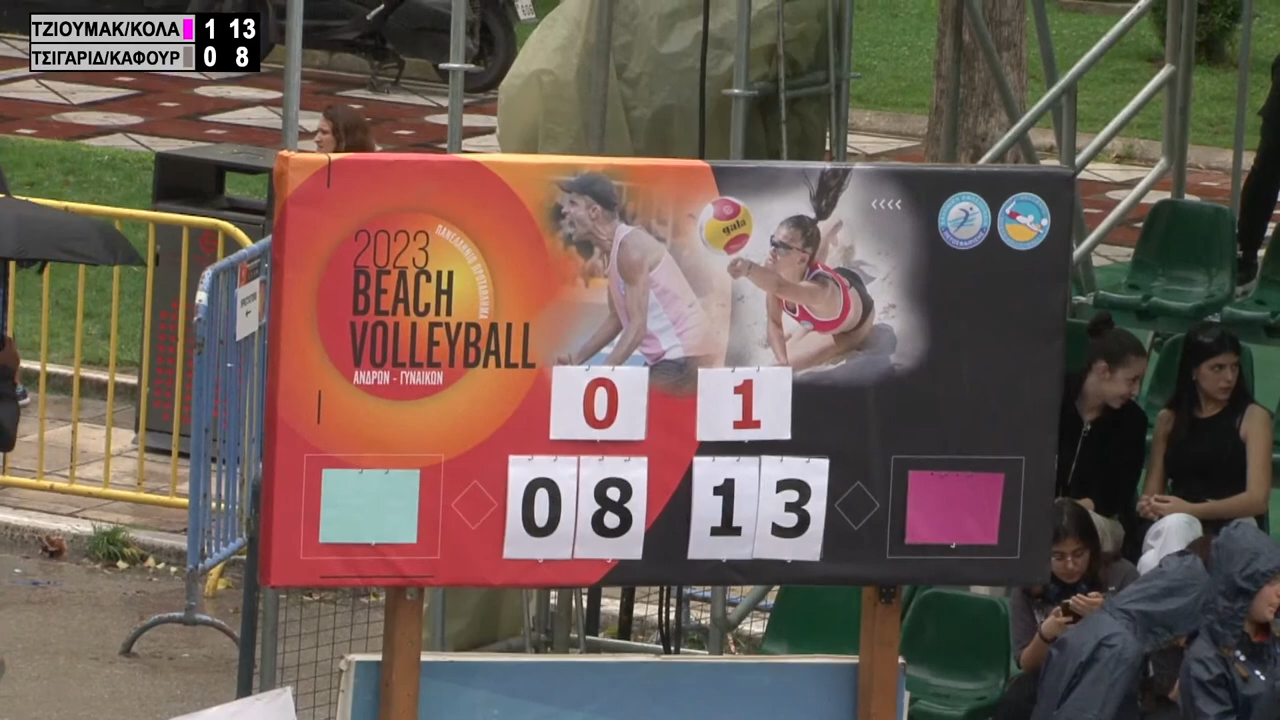 ΤΖΙΟΥΜΑΚ/ΚΟΛΑ 1 13
ΤΣΙΓΑΡΙΔ/ΚΑΦΟΥΡ 0 8
2023
BEACH
VOLLEYBALL
ΑΝΔΡΩΝ - ΓΥΝΑΙΚΩΝ
ΠΑΝΕΛΛΗΝΙΟ ΠΡΩΤΑΘΛΗΜΑ
gala
0 1
08 13